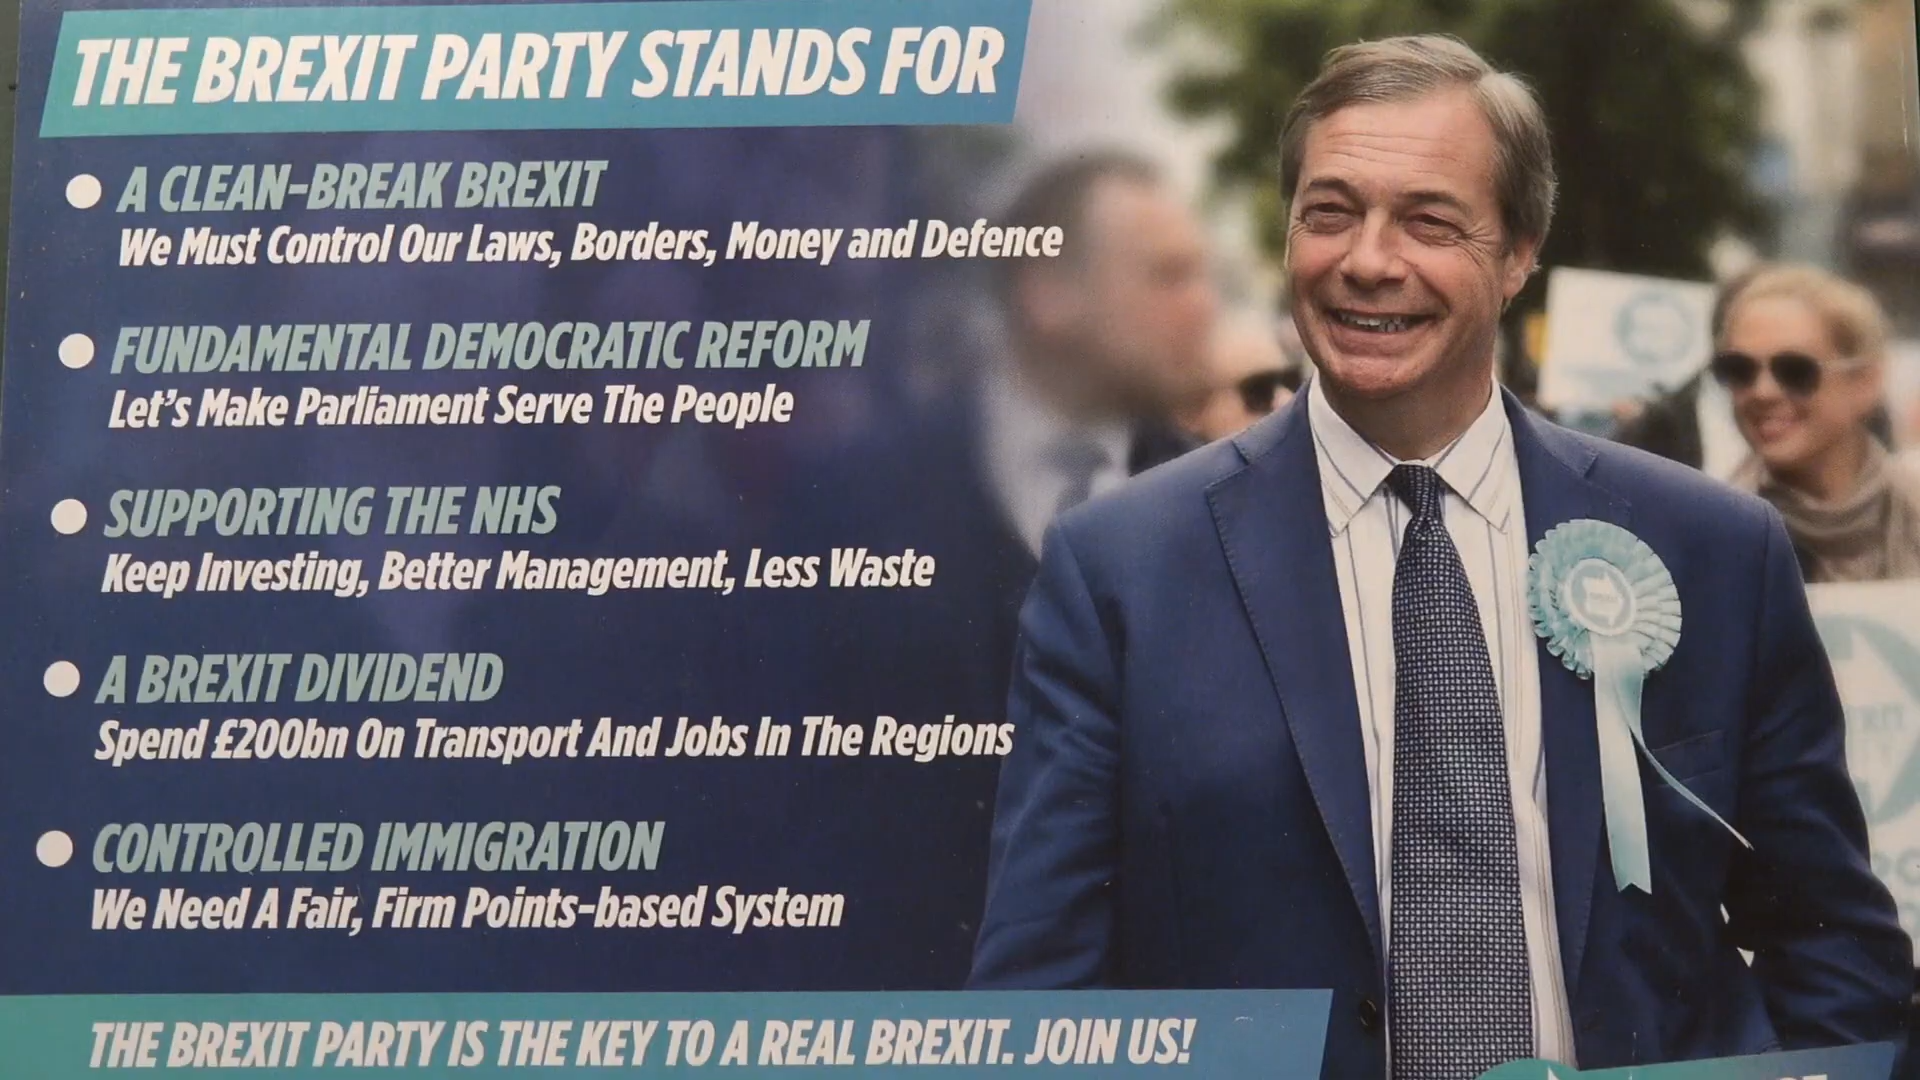 THE BREXIT PARTY STANDS FOR
A CLEAN-BREAK BREXIT
We Must Control Our Laws, Borders, Money and Defence
FUNDAMENTAL DEMOCRATIC REFORM
Let's Make Parliament Serve The People
SUPPORTING THE NHS
Keep Investing, Better Management, Less Waste
A BREXIT DIVIDEND
Spend £200bn On Transport And Jobs In The Regions
CONTROLLED IMMIGRATION
We Need A Fair, Firm Points-based System
THE BREXIT PARTY IS THE KEY TO A REAL BREXIT. JOIN US!